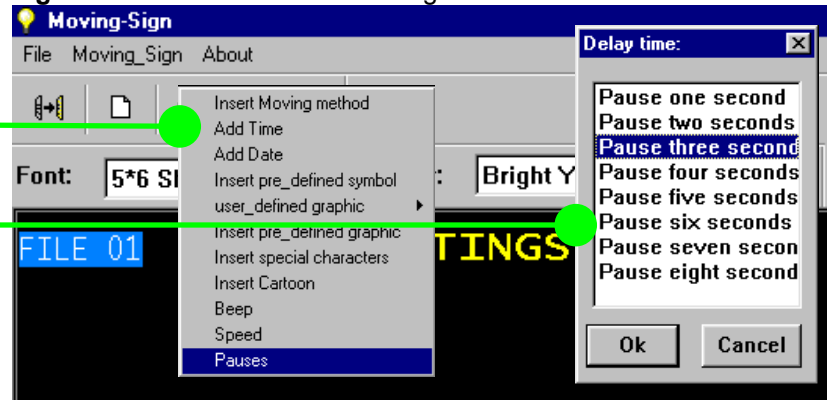 Moving-Sign
File Moving_Sign About
Insert Moving method
Add Time
Add Date
Insert pre_defined symbol
user_defined graphic
Insert pre_defined graphic
Insert special characters
Insert Cartoon
Beep
Speed
Pauses
Font: 5*6 : Bright Y
FILE 01 TINGS
Delay time:
Pause one second
Pause two seconds
Pause three second
Pause four seconds
Pause five seconds
Pause six seconds
Pause seven secon
Pause eight second
Ok Cancel